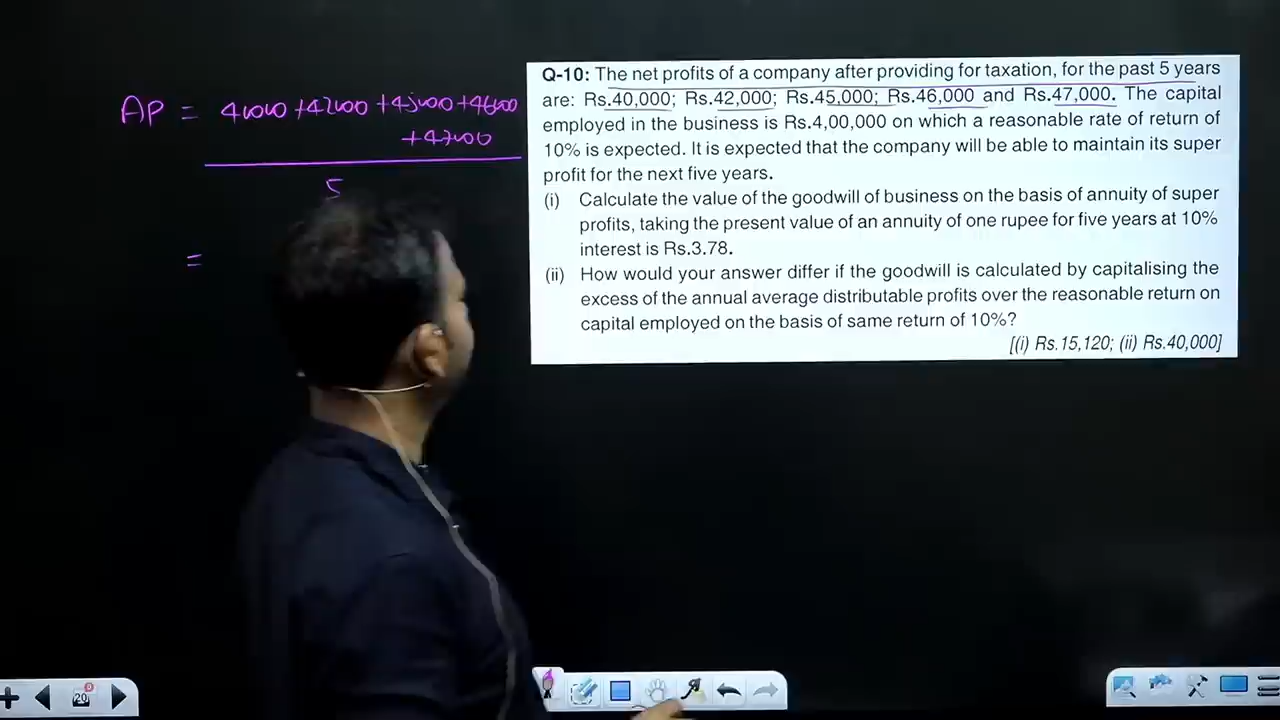 AP = 40000 +42000 +45000 +46000
+47000
5
=
Q-10: The net profits of a company after providing for taxation, for the past 5 years
are: Rs.40,000; Rs.42,000; Rs.45,000; Rs.46,000 and Rs.47,000. The capital
employed in the business is Rs.4,00,000 on which a reasonable rate of return of
10% is expected. It is expected that the company will be able to maintain its super
profit for the next five years.
(i) Calculate the value of the goodwill of business on the basis of annuity of super
profits, taking the present value of an annuity of one rupee for five years at 10%
interest is Rs.3.78.
(ii) How would your answer differ if the goodwill is calculated by capitalising the
excess of the annual average distributable profits over the reasonable return on
capital employed on the basis of same return of 10%?
[(i) Rs.15,120; (ii) Rs.40,000]
20